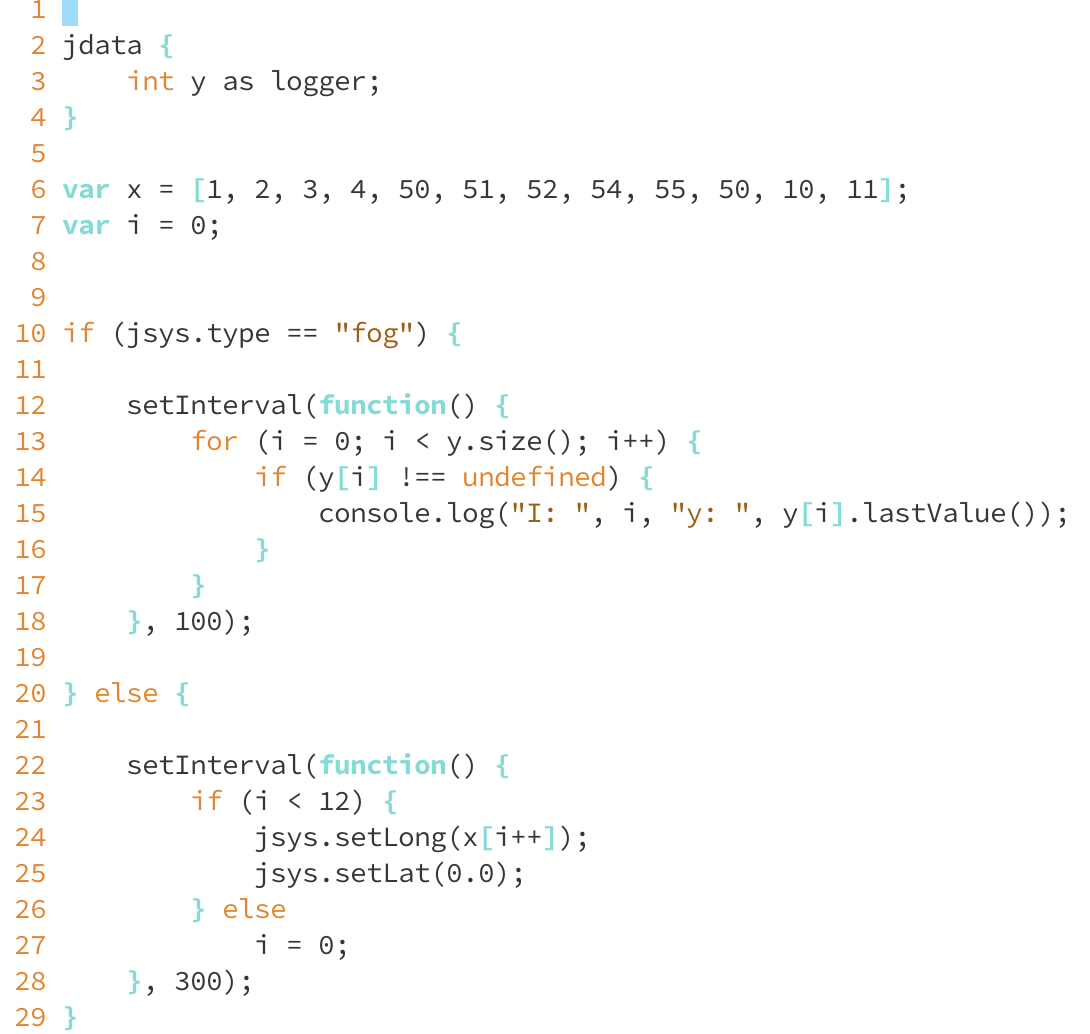 1
2 jdata {
3     int y as logger;
4 }
5
6 var x = [1, 2, 3, 4, 50, 51, 52, 54, 55, 50, 10, 11];
7 var i = 0;
8
9
10 if (jsys.type == "fog") {
11
12     setInterval(function() {
13         for (i = 0; i < y.size(); i++) {
14             if (y[i] !== undefined) {
15                 console.log("I: ", i, "y: ", y[i].lastValue());
16             }
17         }
18     }, 100);
19
20 } else {
21
22     setInterval(function() {
23         if (i < 12) {
24             jsys.setLong(x[i++]);
25             jsys.setLat(0.0);
26         } else
27             i = 0;
28     }, 300);
29 }